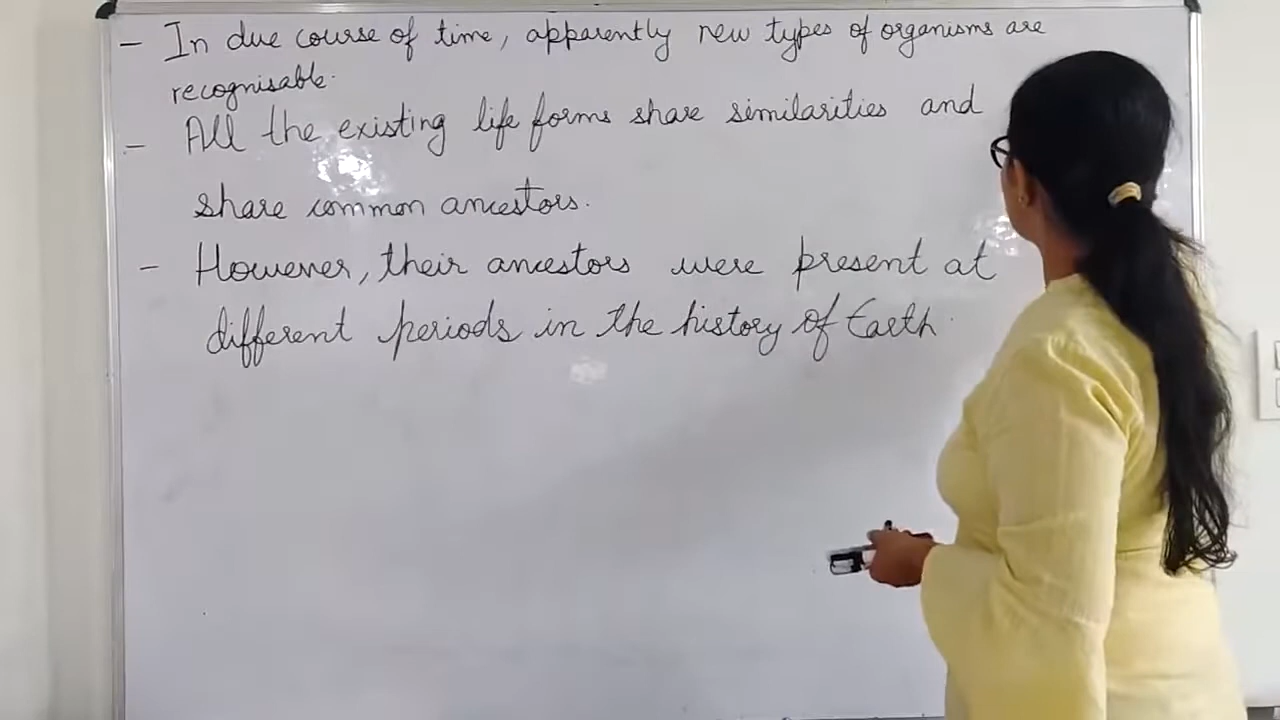 - In due course of time, apparently new types of organisms are
recognisable.
- All the existing life forms share similarities and
share common ancestors.
- However, their ancestors were present at
different periods in the history of Earth.